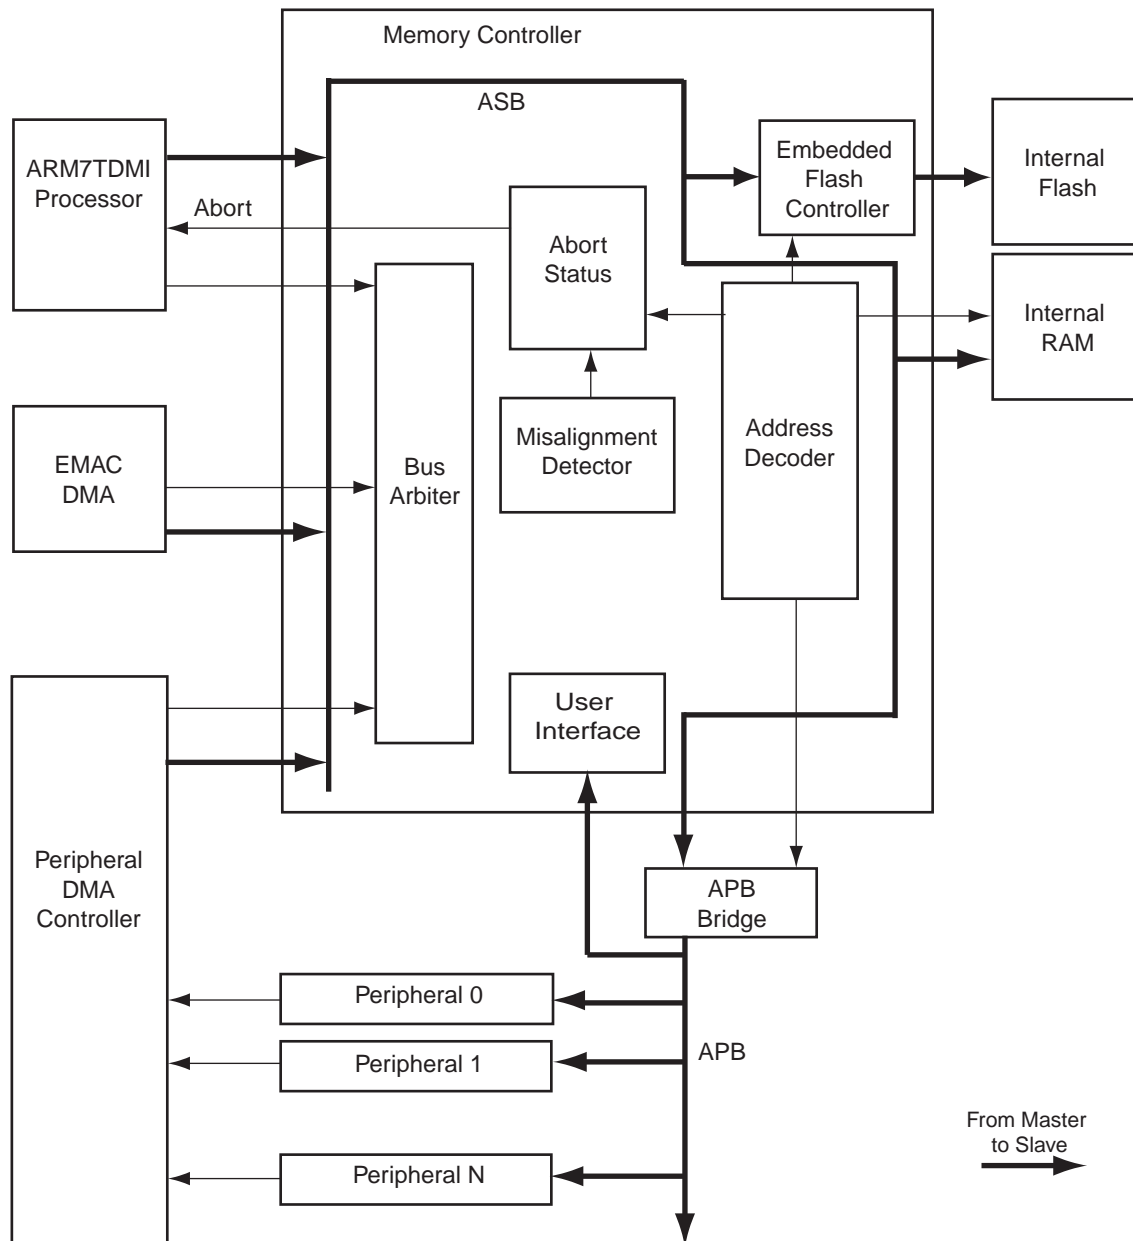 Memory Controller
ASB
ARM7TDMI
Processor
Abort
Embedded
Flash
Controller
Internal
Flash
Abort
Status
Internal
RAM
EMAC
DMA
Bus
Arbiter
Misalignment
Detector
Address
Decoder
User
Interface
Peripheral
DMA
Controller
APB
Bridge
Peripheral 0
Peripheral 1
APB
Peripheral N
From Master
to Slave